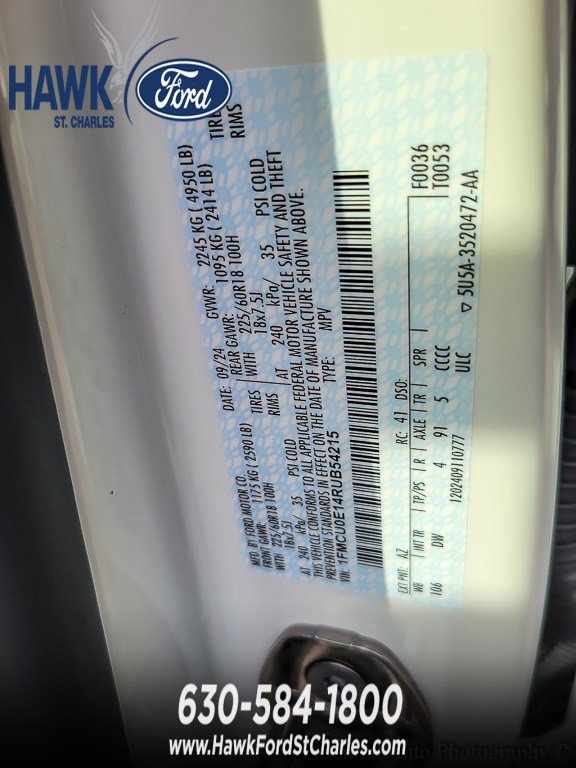 HAWK
ST. CHARLES
Ford
MFD. BY FORD MOTOR CO. DATE: 09/24 GVWR: 2245 KG ( 4950 LB)
FRONT GAWR: 1175 KG ( 2590 LB) REAR GAWR: 1095 KG ( 2414 LB)
WITH 225/60R18 100H TIRES WITH 225/60R18 100H TIRES
18x7.5J RIMS 18x7.5J RIMS
AT 240 kPa/ 35 PSI COLD AT 240 kPa/ 35 PSI COLD
THIS VEHICLE CONFORMS TO ALL APPLICABLE FEDERAL MOTOR VEHICLE SAFETY AND THEFT
PREVENTION STANDARDS IN EFFECT ON THE DATE OF MANUFACTURE SHOWN ABOVE.
VIN: 1FMCU0E14RUB54215 TYPE: MPV
F0036
T0053
EXT PNT: AZ RC: 41 DSO:
WB INT TR TP/PS R AXLE TR SPR
106 DW 4 91 5 CCCC
1202409110777 ULC
▽ 5U5A-3520472-AA
630-584-1800
www.HawkFordStCharles.com
Auto Photography ©